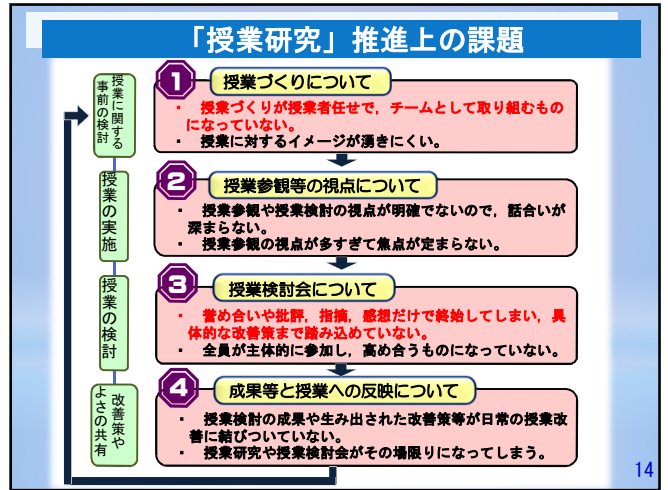 「授業研究」推進上の課題
授業に関する
事前の検討
1 授業づくりについて
・ 授業づくりが授業者任せで，チームとして取り組むもの
になっていない。
・ 授業に対するイメージが湧きにくい。
授業の実施
2 授業参観等の視点について
・ 授業参観や授業検討の視点が明確でないので，話合いが
深まらない。
・ 授業参観の視点が多すぎて焦点が定まらない。
授業の検討
3 授業検討会について
・ 誉め合いや批評，指摘，感想だけで終始してしまい，具
体的な改善策まで踏み込めていない。
・ 全員が主体的に参加し，高め合うものになっていない。
改善策や
よさの共有
4 成果等と授業への反映について
・ 授業検討の成果や生み出された改善策等が日常の授業改
善に結びついていない。
・ 授業研究や授業検討会がその場限りになってしまう。
14